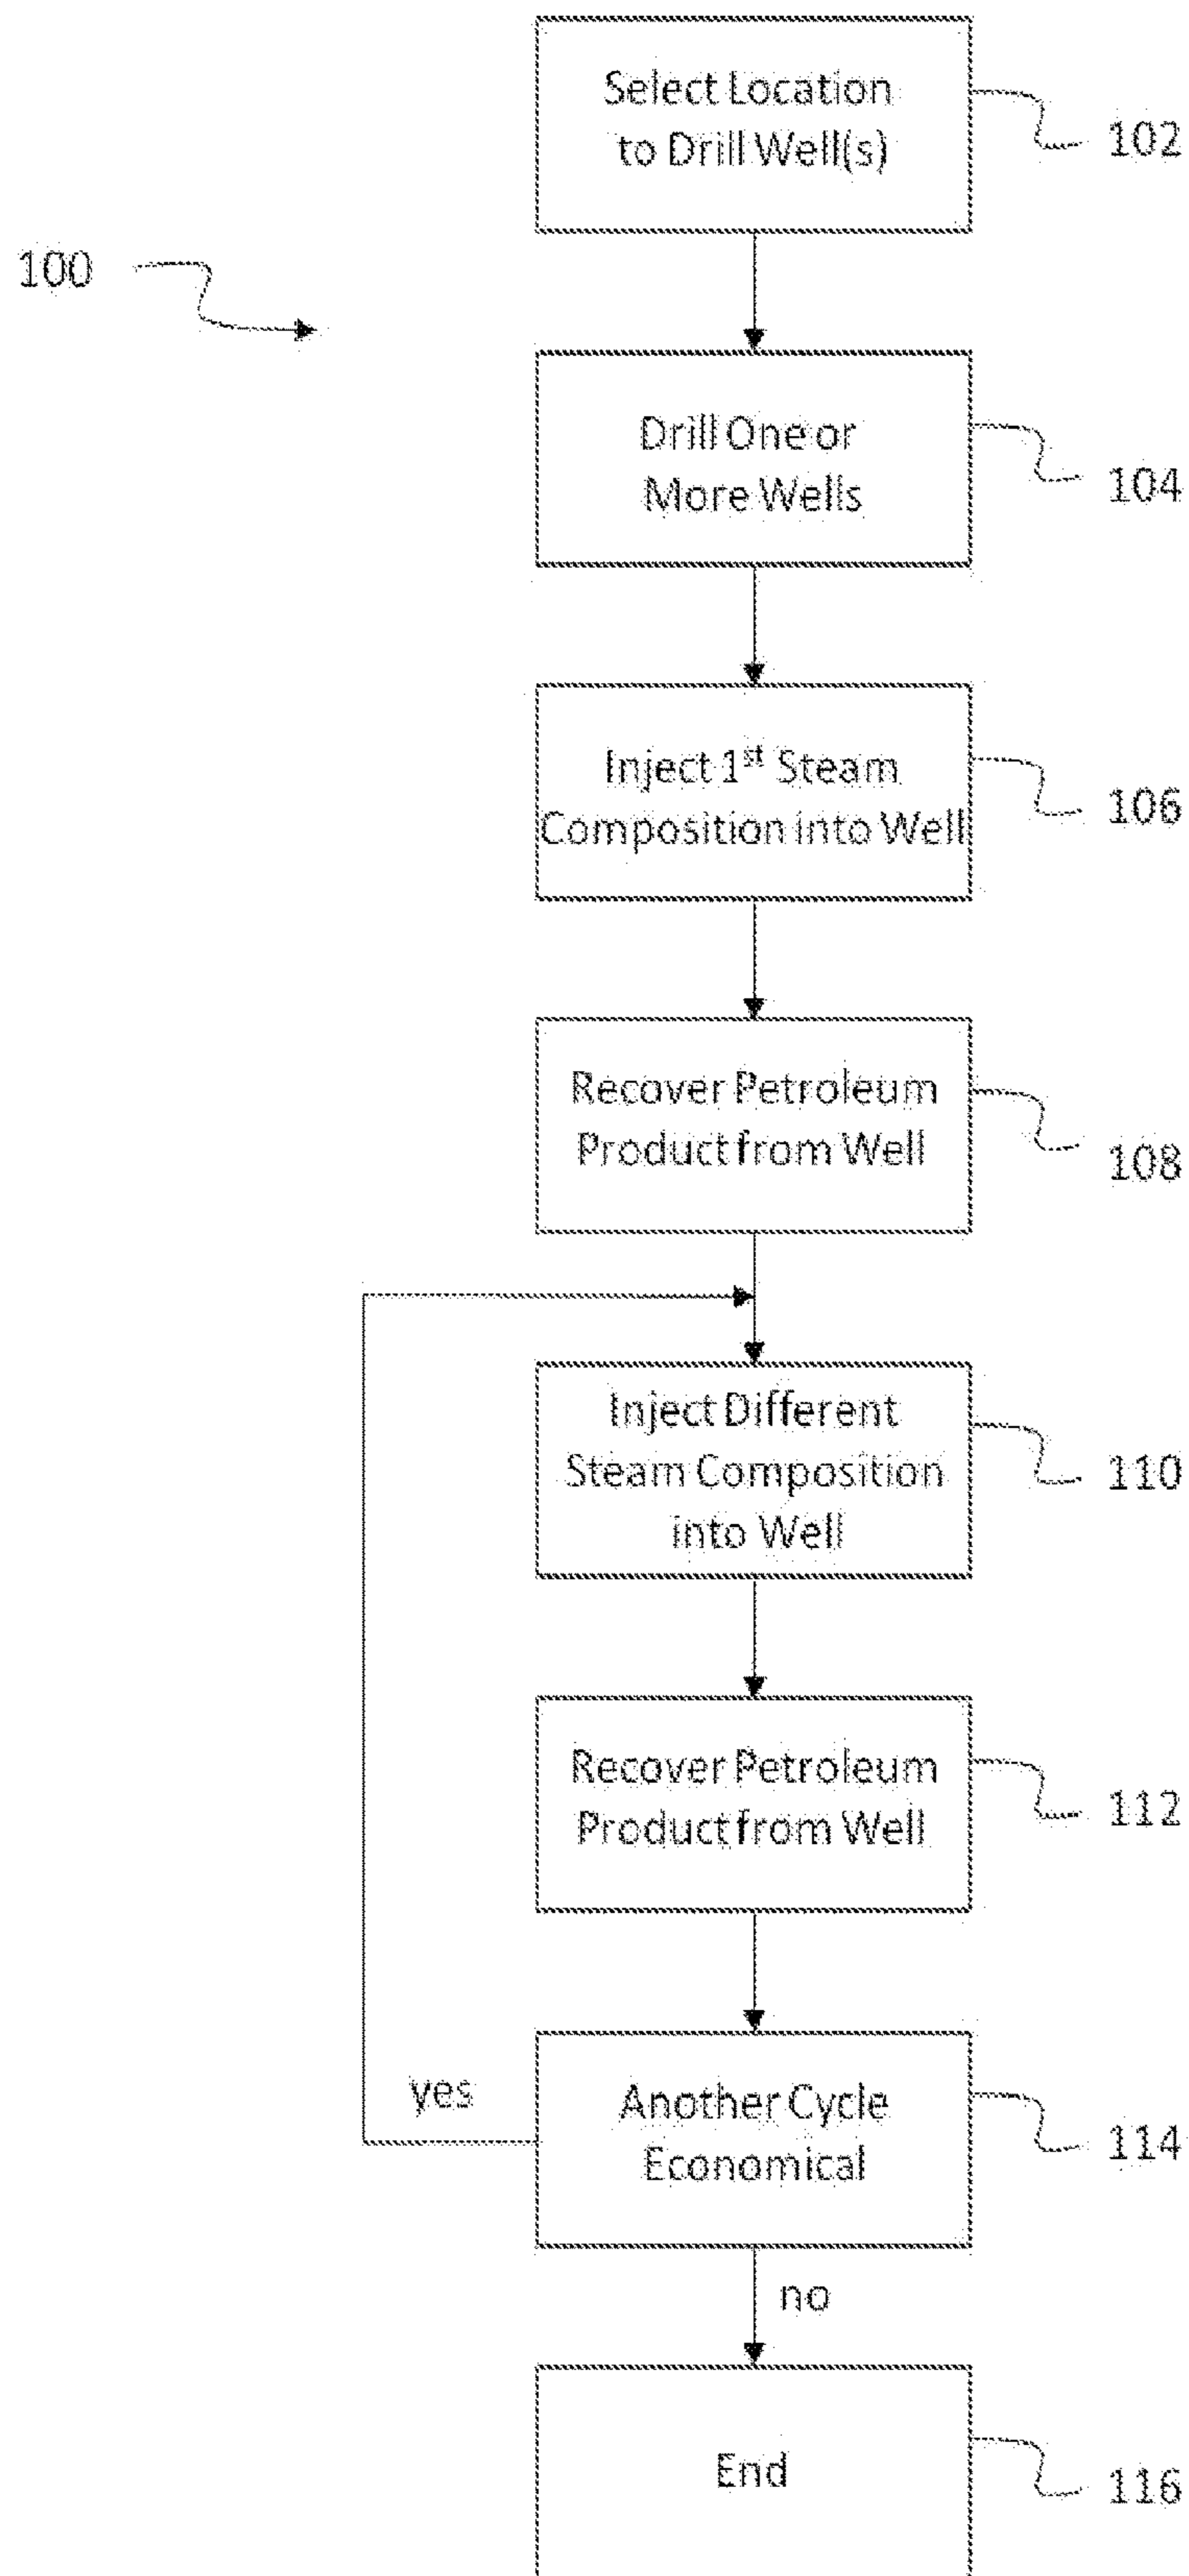 Select Location
to Drill Well(s)
102
100
Drill One or
More Wells
104
Inject 1st Steam
Composition into Well
106
Recover Petroleum
Product from Well
108
Inject Different
Steam Composition
into Well
110
Recover Petroleum
Product from Well
112
yes
Another Cycle
Economical
114
no
End
116